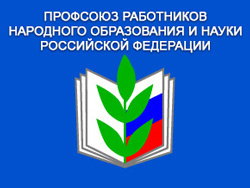 ПРОФСОЮЗ РАБОТНИКОВ
НАРОДНОГО ОБРАЗОВАНИЯ И НАУКИ
РОССИЙСКОЙ ФЕДЕРАЦИИ